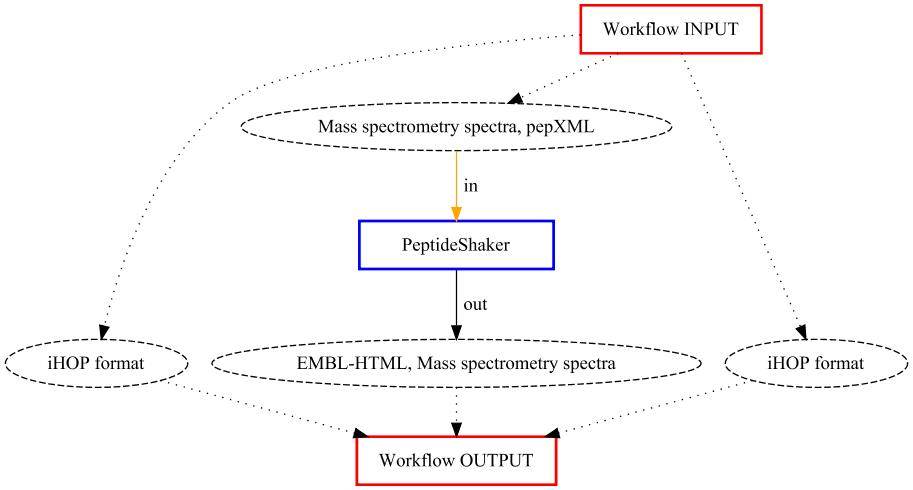 Workflow INPUT
Mass spectrometry spectra, pepXML
in
PeptideShaker
out
iHOP format
EMBL-HTML, Mass spectrometry spectra
iHOP format
Workflow OUTPUT